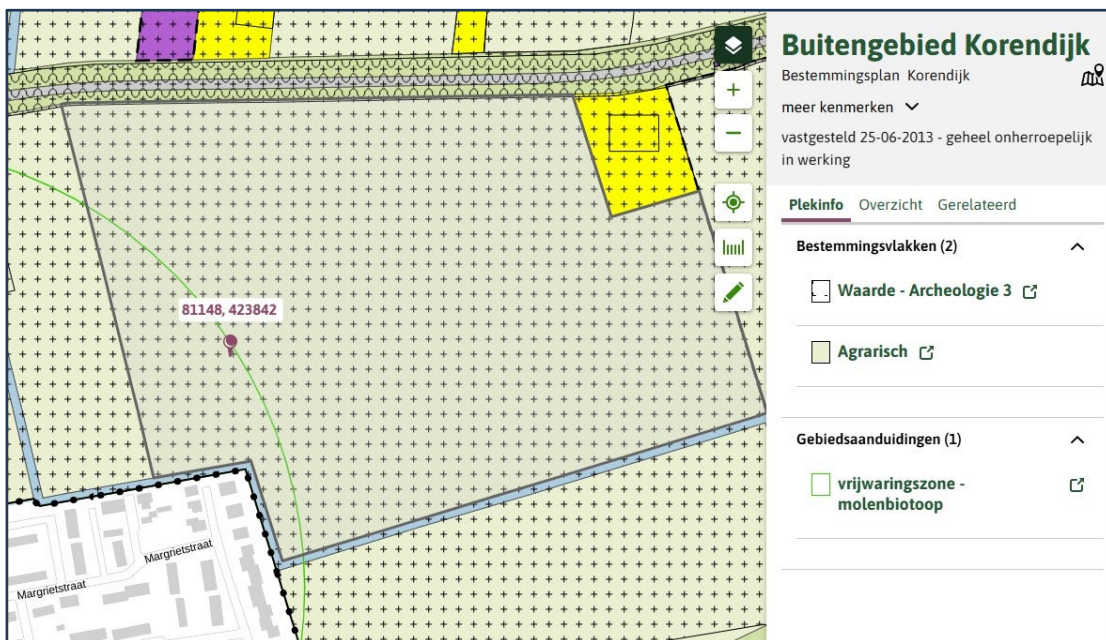 Buitengebied Korendijk
Bestemmingsplan Korendijk
meer kenmerken
vastgesteld 25-06-2013 - geheel onherroepelijk
in werking
Plekinfo Overzicht Gerelateerd
Bestemmingsvlakken (2)
Waarde - Archeologie 3
Agrarisch
Gebiedsaanduidingen (1)
vrijwaringszone -
molenbiotoop
81148, 423842
Margrietstraat
Margrietstraat